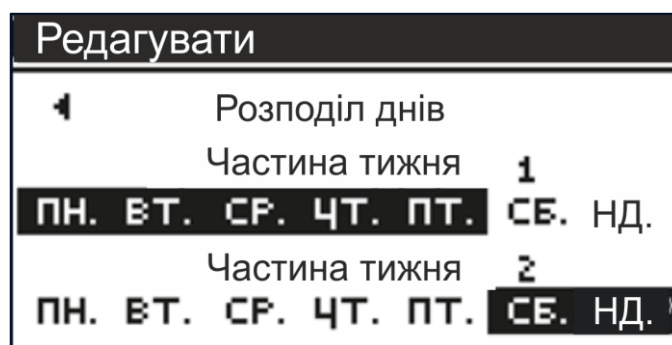 Редагувати
Розподіл днів
Частина тижня 1
ПН. ВТ. СР. ЧТ. ПТ. СБ. НД.
Частина тижня 2
ПН. ВТ. СР. ЧТ. ПТ. СБ. НД.